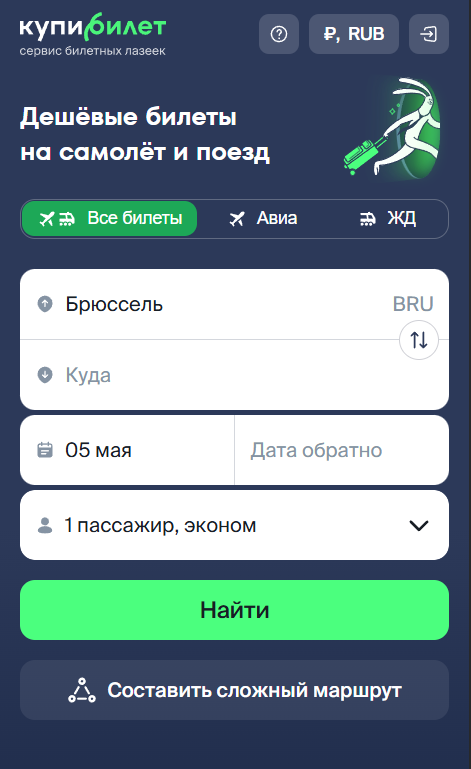 купибилет
сервис билетных лазеек
₽, RUB
Дешёвые билеты
на самолёт и поезд
Все билеты
Авиа
ЖД
Брюссель
BRU
Куда
05 мая
Дата обратно
1 пассажир, эконом
Найти
Составить сложный маршрут